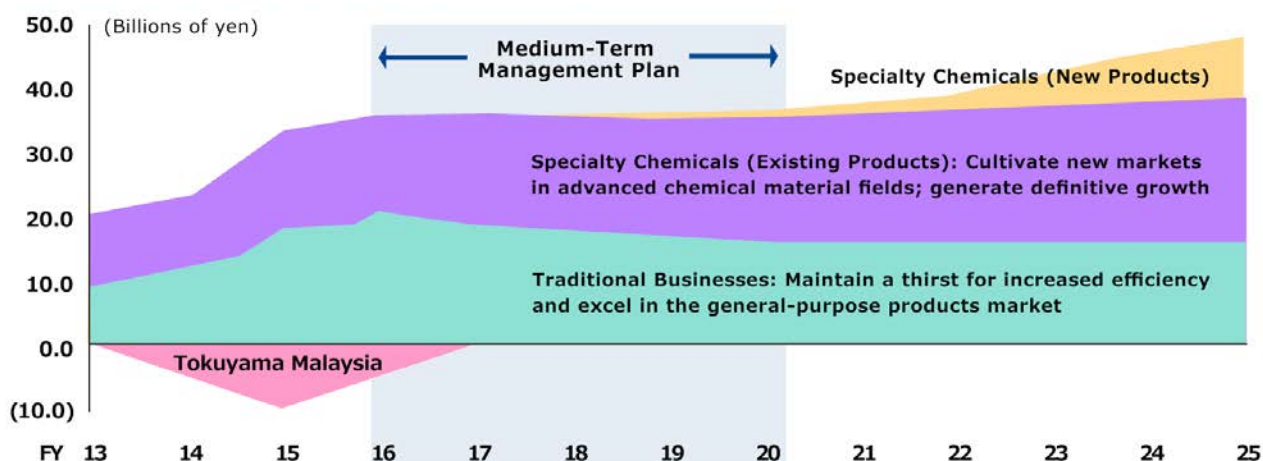 50.0
(Billions of yen)
Medium-Term
Management Plan
40.0
Specialty Chemicals (New Products)
30.0
Specialty Chemicals (Existing Products): Cultivate new markets
in advanced chemical material fields; generate definitive growth
20.0
10.0
Traditional Businesses: Maintain a thirst for increased efficiency
and excel in the general-purpose products market
0.0
Tokuyama Malaysia
(10.0)
FY 13 14 15 16 17 18 19 20 21 22 23 24 25